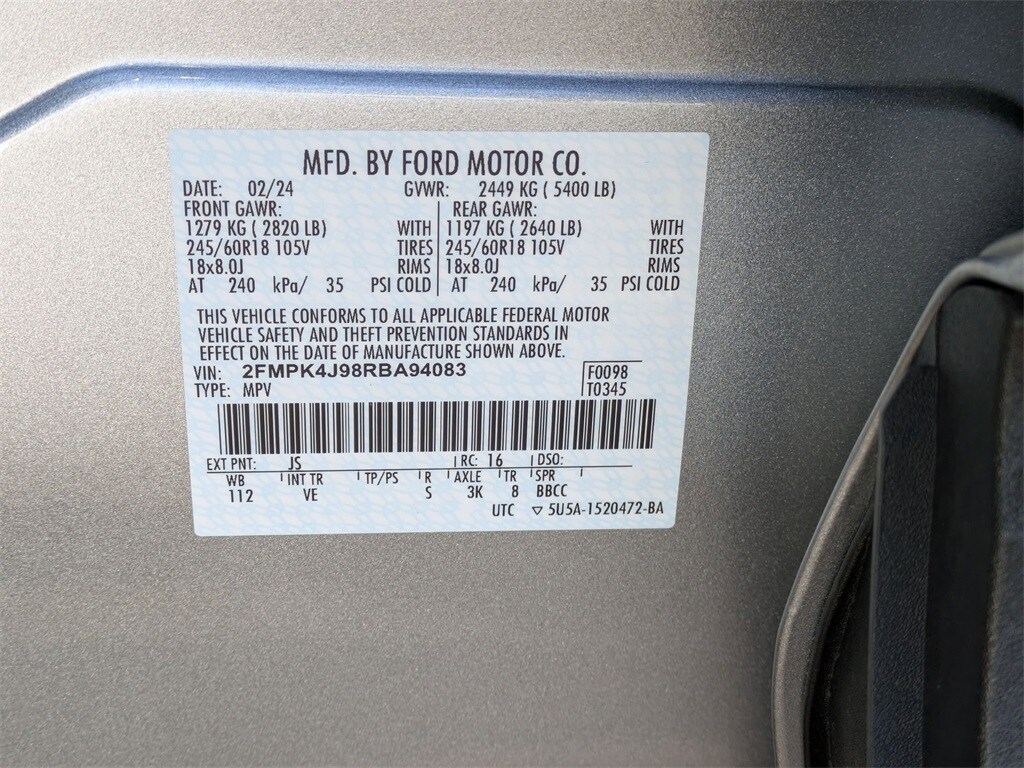 MFD. BY FORD MOTOR CO.
DATE: 02/24 GVWR: 2449 KG ( 5400 LB)
FRONT GAWR: REAR GAWR:
1279 KG ( 2820 LB) WITH 1197 KG ( 2640 LB) WITH
245/60R18 105V TIRES 245/60R18 105V TIRES
18x8.0J RIMS 18x8.0J RIMS
AT 240 kPa/ 35 PSI COLD AT 240 kPa/ 35 PSI COLD
THIS VEHICLE CONFORMS TO ALL APPLICABLE FEDERAL MOTOR
VEHICLE SAFETY AND THEFT PREVENTION STANDARDS IN
EFFECT ON THE DATE OF MANUFACTURE SHOWN ABOVE.
VIN: 2FMPK4J98RBA94083 F0098
TYPE: MPV T0345
EXT PNT: JS RC: 16 DSO:
WB INT TR TP/PS R AXLE TR SPR
112 VE S 3K 8 BBCC
UTC ▽ 5U5A-1520472-BA